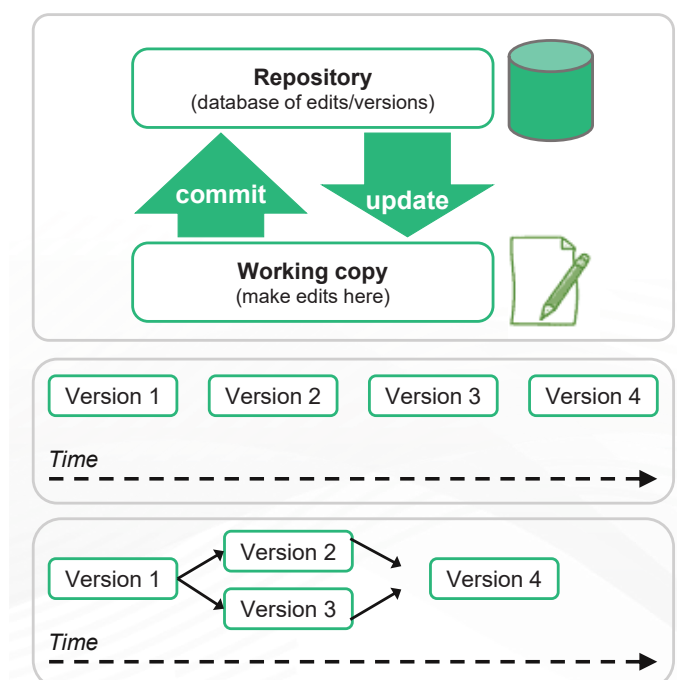 Repository
(database of edits/versions)
commit
update
Working copy
(make edits here)
Version 1
Version 2
Version 3
Version 4
Time
Version 1
Version 2
Version 3
Version 4
Time